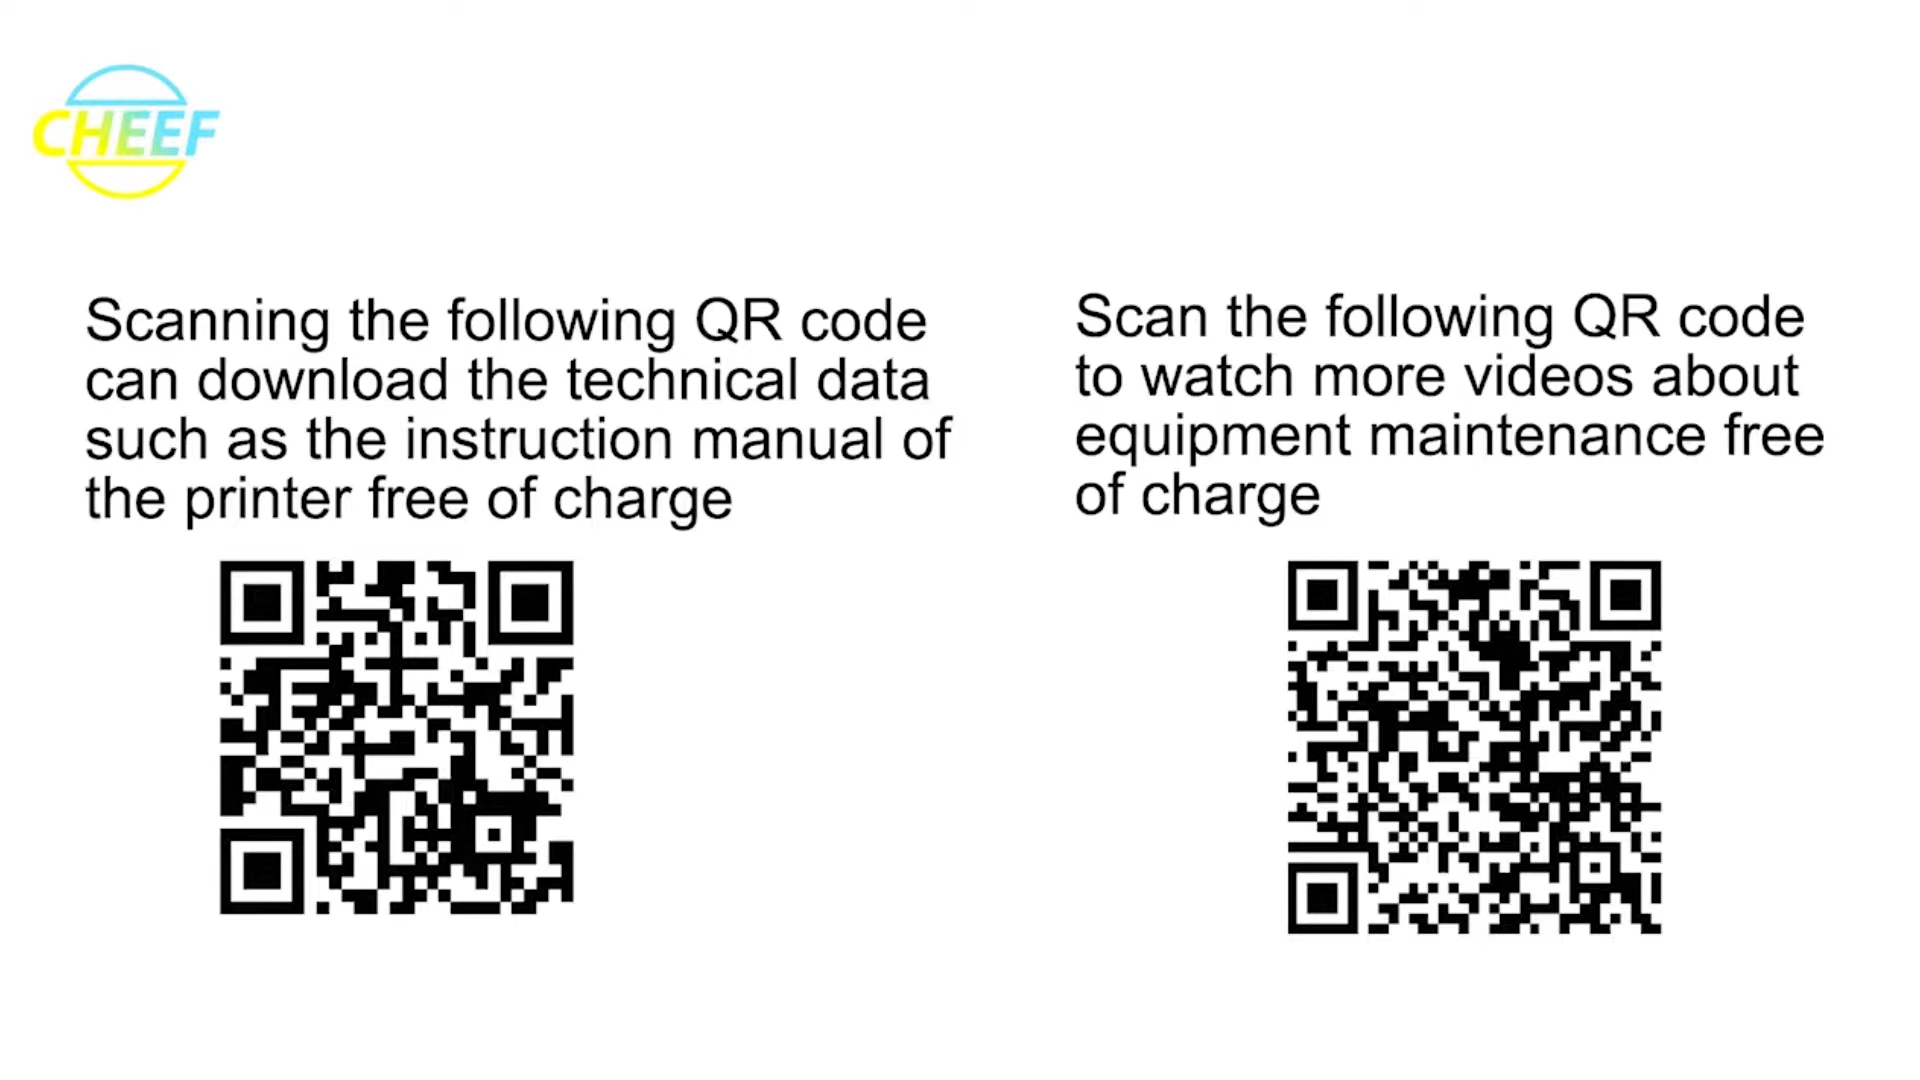 CHEEF
Scanning the following QR code
can download the technical data
such as the instruction manual of
the printer free of charge
Scan the following QR code
to watch more videos about
equipment maintenance free
of charge